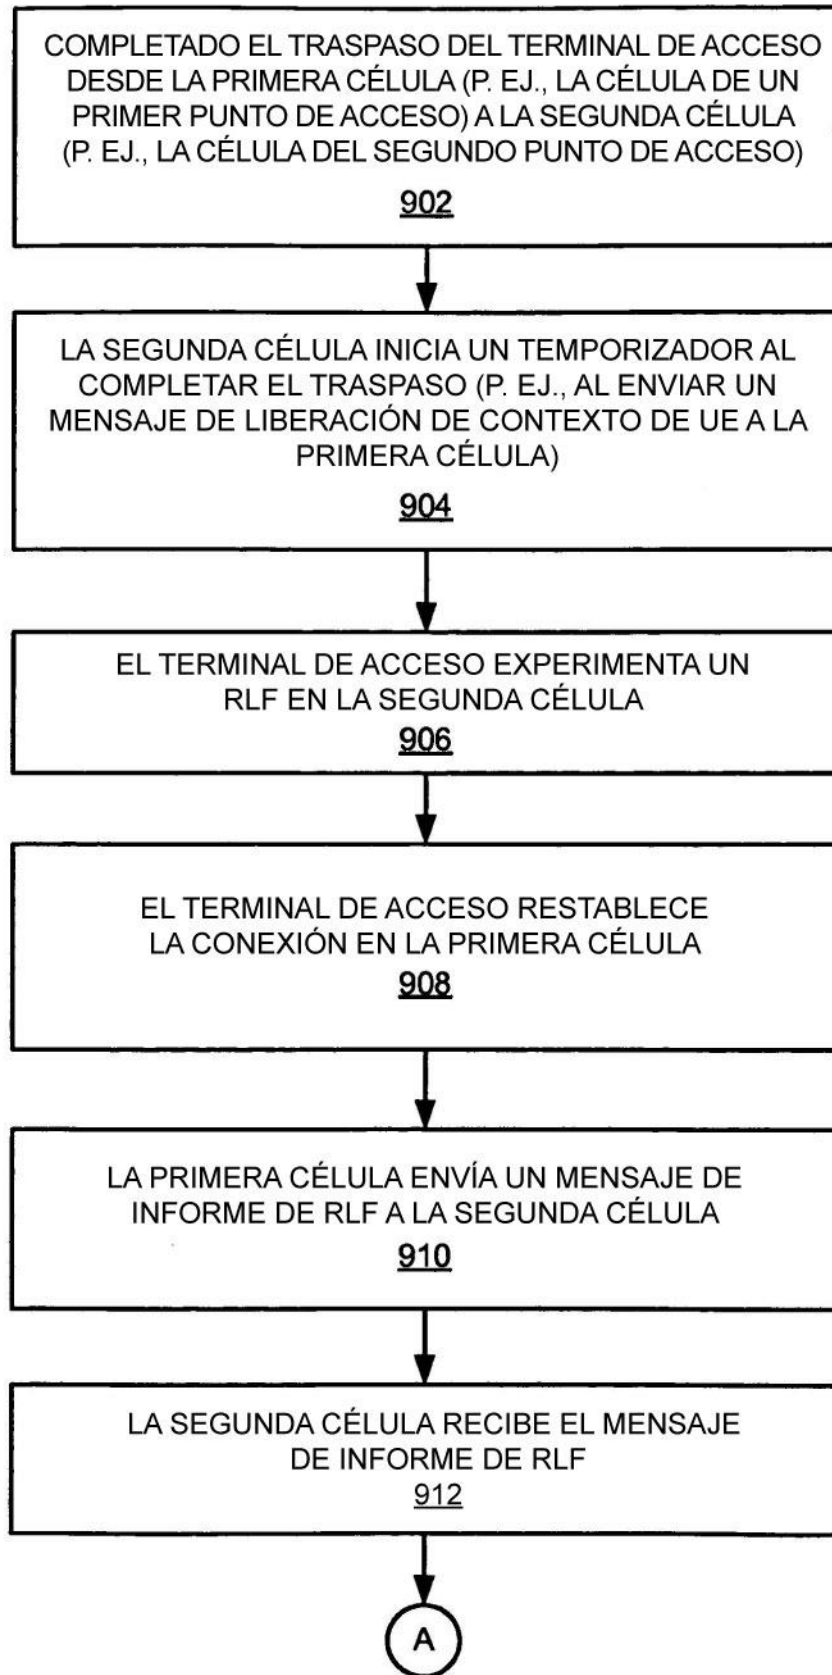 COMPLETADO EL TRASPASO DEL TERMINAL DE ACCESO
DESDE LA PRIMERA CÉLULA (P. EJ., LA CÉLULA DE UN
PRIMER PUNTO DE ACCESO) A LA SEGUNDA CÉLULA
(P. EJ., LA CÉLULA DEL SEGUNDO PUNTO DE ACCESO)
902
LA SEGUNDA CÉLULA INICIA UN TEMPORIZADOR AL
COMPLETAR EL TRASPASO (P. EJ., AL ENVIAR UN
MENSAJE DE LIBERACIÓN DE CONTEXTO DE UE A LA
PRIMERA CÉLULA)
904
EL TERMINAL DE ACCESO EXPERIMENTA UN
RLF EN LA SEGUNDA CÉLULA
906
EL TERMINAL DE ACCESO RESTABLECE
LA CONEXIÓN EN LA PRIMERA CÉLULA
908
LA PRIMERA CÉLULA ENVÍA UN MENSAJE DE
INFORME DE RLF A LA SEGUNDA CÉLULA
910
LA SEGUNDA CÉLULA RECIBE EL MENSAJE
DE INFORME DE RLF
912
A